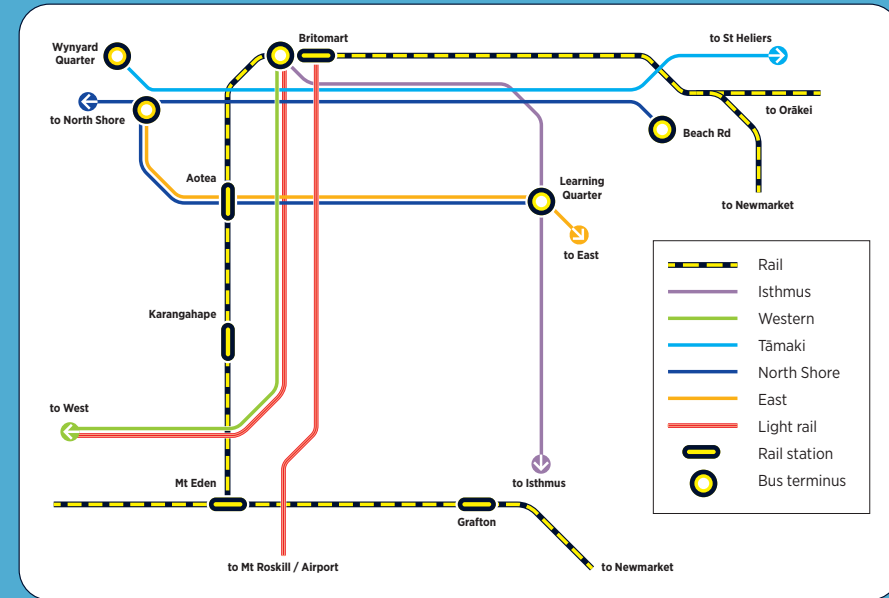 Britomart
to St Heliers
Wynyard
Quarter
to Orākei
to North Shore
Beach Rd
Aotea
Learning
Quarter
to Newmarket
to East
Rail
Isthmus
Karangahape
Western
Tāmaki
North Shore
East
to West
Light rail
Rail station
Mt Eden
to Isthmus
Bus terminus
Grafton
to Mt Roskill / Airport
to Newmarket